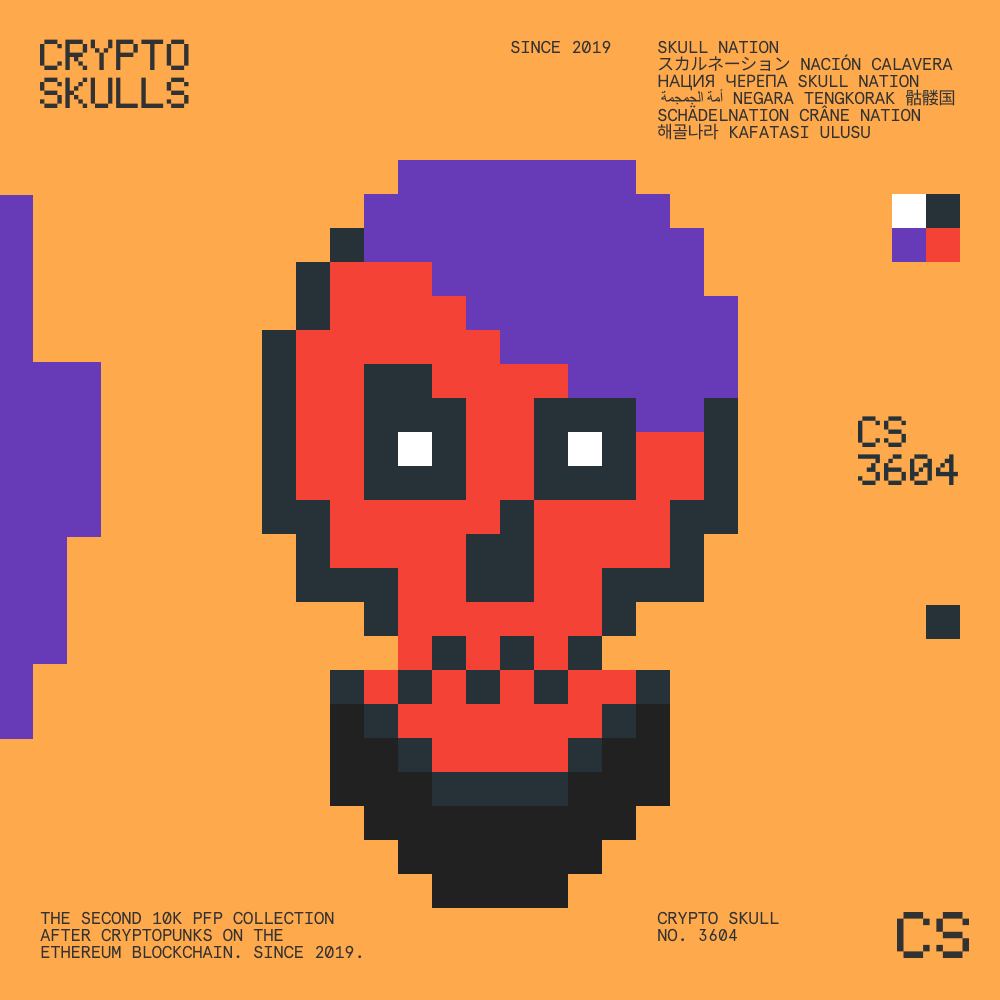 CRYPTO
SKULLS
SINCE 2019
SKULL NATION
スカルネーション NACIÓN CALAVERA
НАЦИЯ ЧЕРЕПА SKULL NATION
أمة الجمجمة NEGARA TENGKORAK 骷髅国
SCHÄDELNATION CRÂNE NATION
해골나라 KAFATASI ULUSU
CS
3604
THE SECOND 10K PFP COLLECTION
AFTER CRYPTOPUNKS ON THE
ETHEREUM BLOCKCHAIN. SINCE 2019.
CRYPTO SKULL
NO. 3604
CS